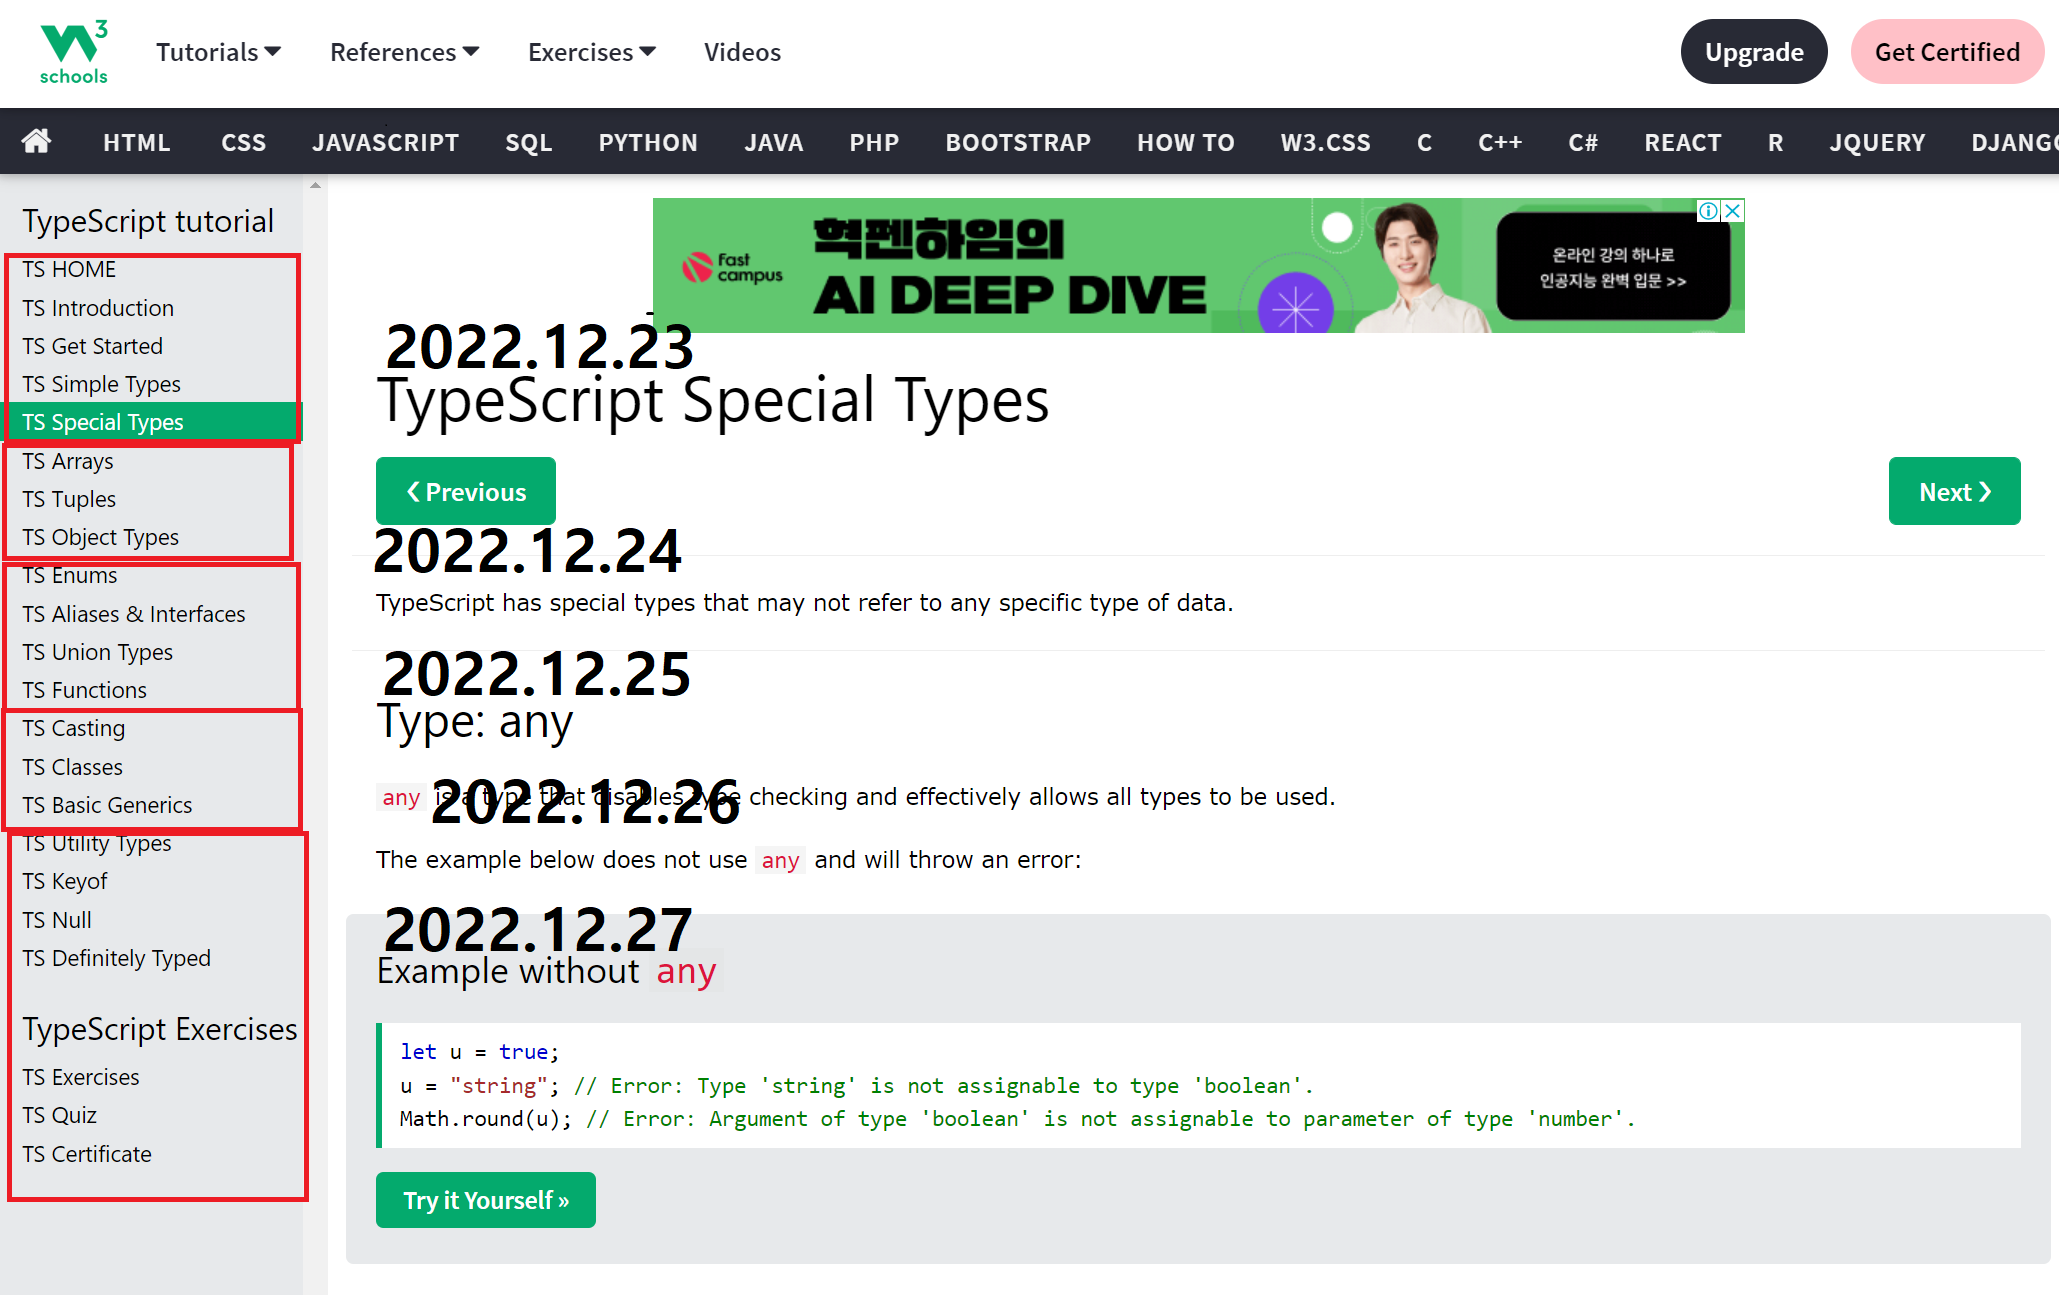 3
schools
Tutorials
References
Exercises
Videos
Upgrade
Get Certified
HTML
CSS
JAVASCRIPT
SQL
PYTHON
JAVA
PHP
BOOTSTRAP
HOW TO
W3.CSS
C
C++
C#
REACT
R
JQUERY
DJANGO
TypeScript tutorial
TS HOME
TS Introduction
TS Get Started
TS Simple Types
TS Special Types
TS Arrays
TS Tuples
TS Object Types
TS Enums
TS Aliases & Interfaces
TS Union Types
TS Functions
TS Casting
TS Classes
TS Basic Generics
TS Utility Types
TS Keyof
TS Null
TS Definitely Typed
TypeScript Exercises
TS Exercises
TS Quiz
TS Certificate
Fast
campus
혁펜하임의
AI DEEP DIVE
온라인 강의 하나로
인공지능 완벽 입문 >>
2022.12.23
TypeScript Special Types
❮ Previous
Next ❯
2022.12.24
TypeScript has special types that may not refer to any specific type of data.
2022.12.25
Type: any
2022.12.26
any is a type that disables type checking and effectively allows all types to be used.
The example below does not use any and will throw an error:
2022.12.27
Example without any
let u = true;
u = "string"; // Error: Type 'string' is not assignable to type 'boolean'.
Math.round(u); // Error: Argument of type 'boolean' is not assignable to parameter of type 'number'.
Try it Yourself »